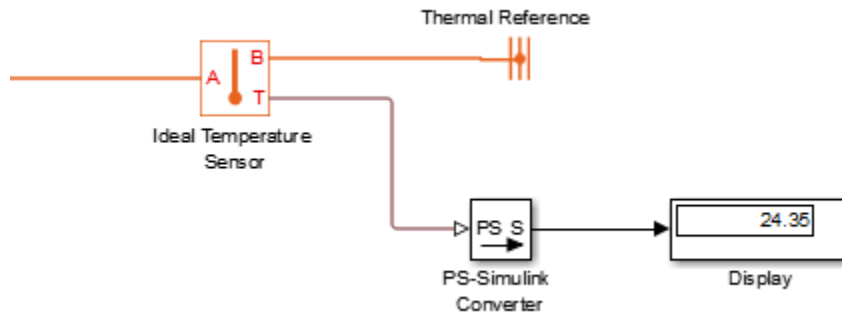 Thermal Reference
A
B
T
Ideal Temperature
Sensor
PS S
24.35
PS-Simulink
Converter
Display